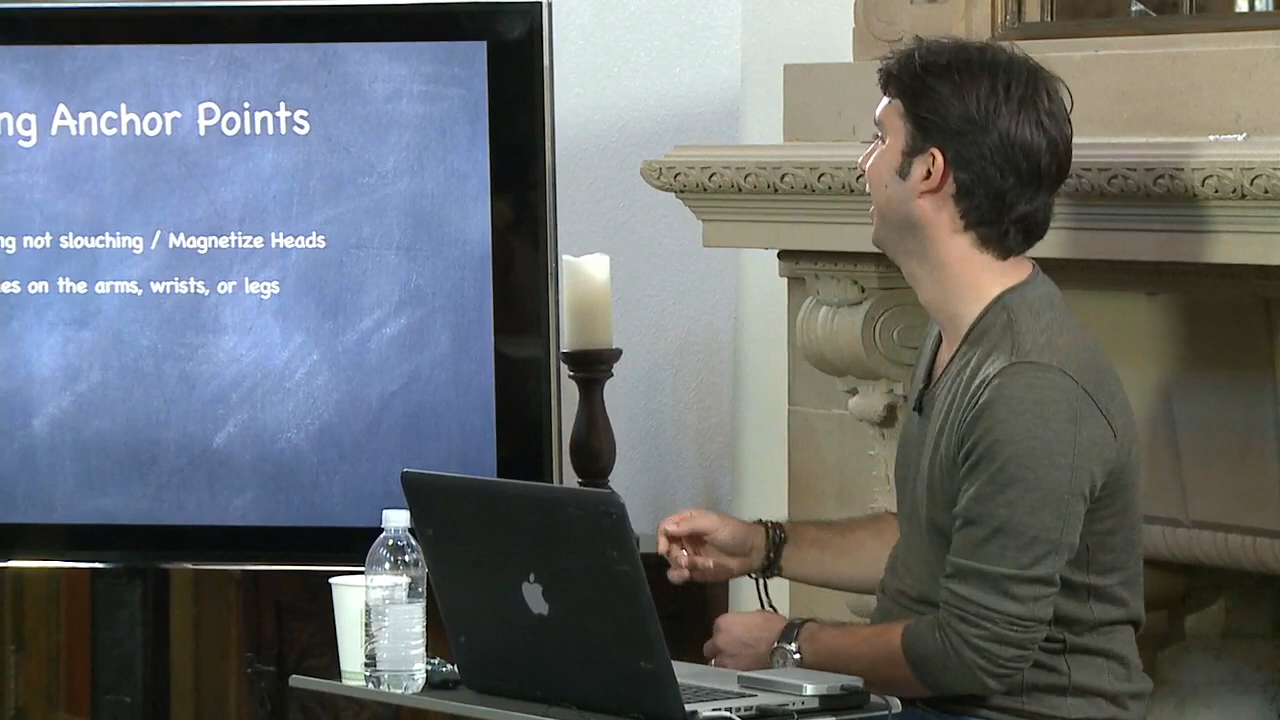 ng Anchor Points
ng not slouching / Magnetize Heads
es on the arms, wrists, or legs